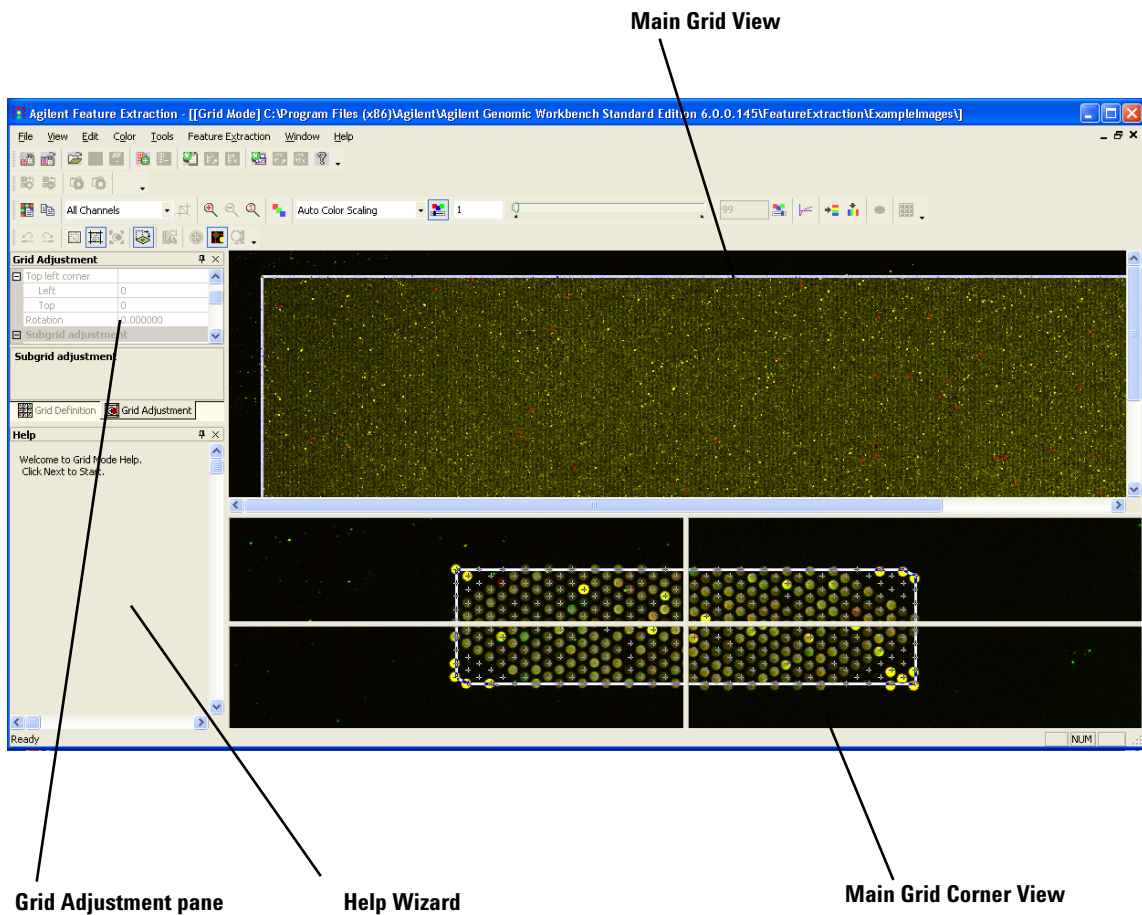 Main Grid View
Agilent Feature Extraction - [[Grid Mode] C:\Program Files (x86)\Agilent\Agilent Genomic Workbench Standard Edition 6.0.0.145\FeatureExtraction\ExampleImages\]
File View Edit Color Tools Feature Extraction Window Help
All Channels
Auto Color Scaling
1
99
Grid Adjustment
Top left corner
Left 0
Top 0
Rotation 0.000000
Subgrid adjustment
Subgrid adjustment
Grid Definition
Grid Adjustment
Help
Welcome to Grid Mode Help.
Click Next to Start.
Ready
NUM
Grid Adjustment pane
Help Wizard
Main Grid Corner View